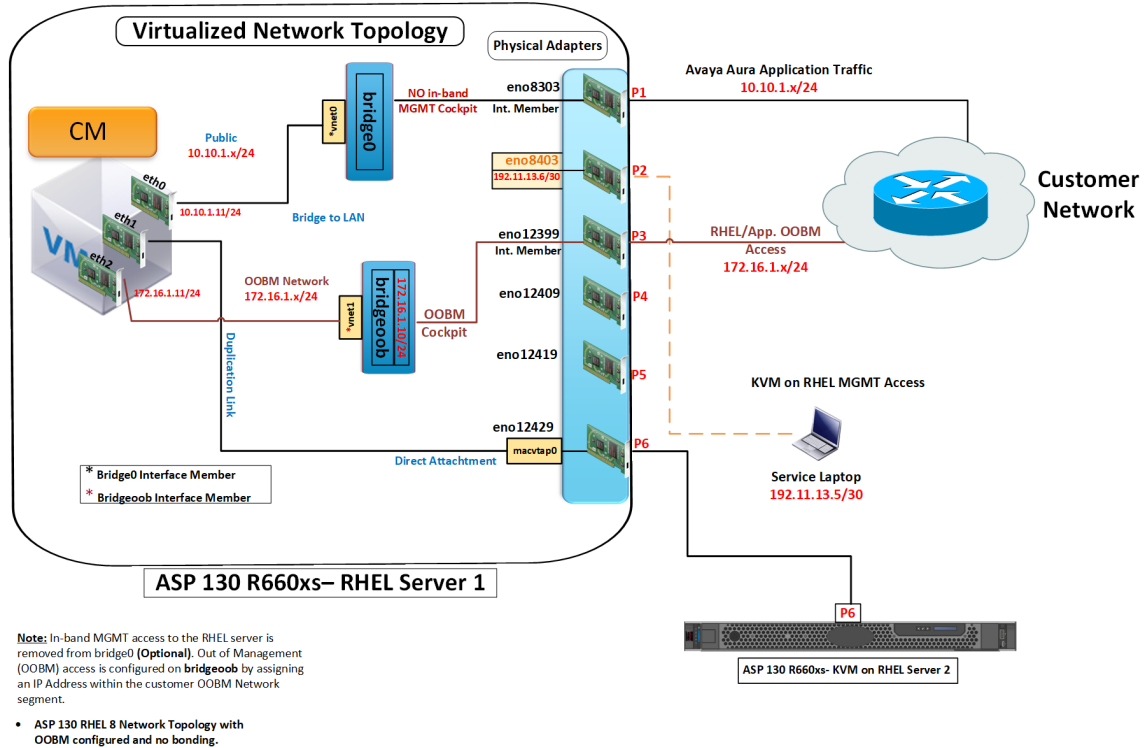 Virtualized Network Topology
Physical Adapters
CM
Public
10.10.1.x/24
*vnet0
bridge0
NO in-band
MGMT Cockpit
eno8303
Int. Member
P1
Avaya Aura Application Traffic
10.10.1.x/24
eno8403
192.11.13.6/30
P2
eth0
10.10.1.11/24
Bridge to LAN
eth1
eth2
172.16.1.11/24
OOBM Network
172.16.1.x/24
*vnet1
bridgeoob
172.16.1.10/24
OOBM
Cockpit
eno12399
Int. Member
P3
RHEL/App. OOBM
Access
172.16.1.x/24
Customer
Network
eno12409
P4
eno12419
P5
Duplication Link
eno12429
macvtap0
P6
Direct Attachtment
KVM on RHEL MGMT Access
Service Laptop
192.11.13.5/30
* Bridge0 Interface Member
* Bridgeoob Interface Member
ASP 130 R660xs– RHEL Server 1
P6
ASP 130 R660xs- KVM on RHEL Server 2
Note: In-band MGMT access to the RHEL server is
removed from bridge0 (Optional). Out of Management
(OOBM) access is configured on bridgeoob by assigning
an IP Address within the customer OOBM Network
segment.
• ASP 130 RHEL 8 Network Topology with
OOBM configured and no bonding.